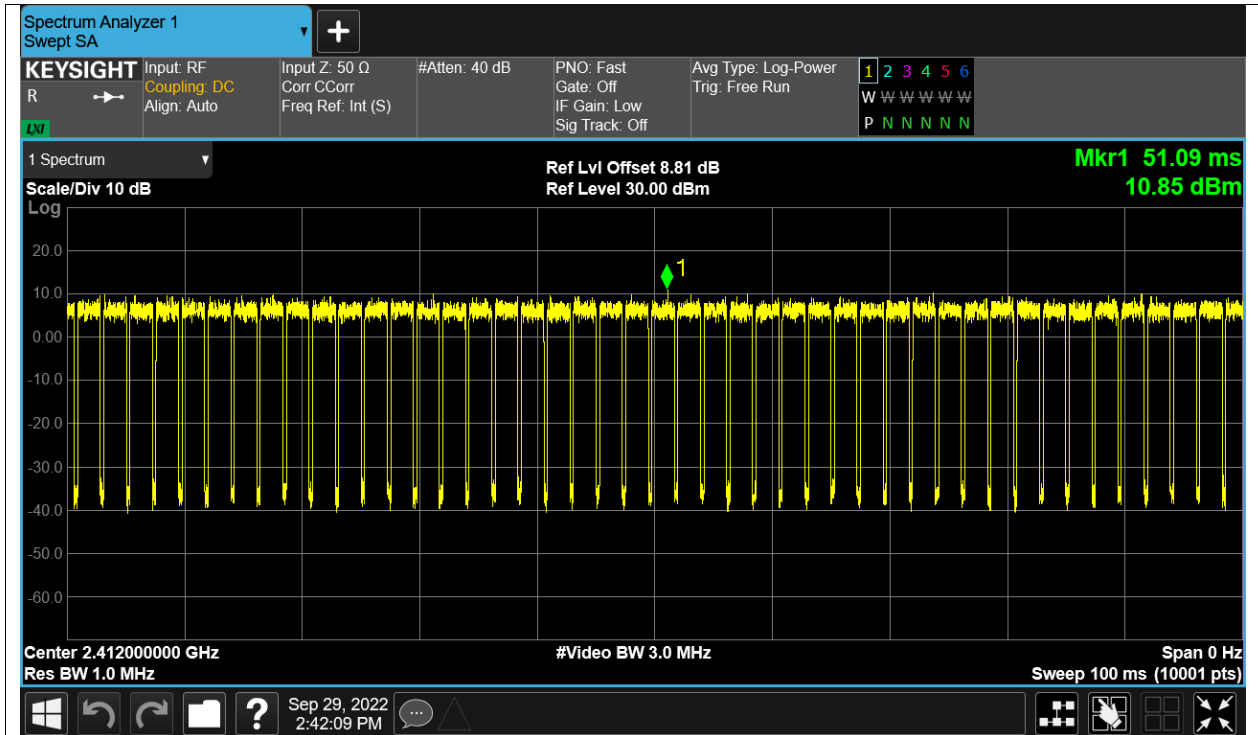 Spectrum Analyzer 1
Swept SA
+
KEYSIGHT
R
LXI
Input: RF
Coupling: DC
Align: Auto
Input Z: 50 Ω
Corr CCorr
Freq Ref: Int (S)
#Atten: 40 dB
PNO: Fast
Gate: Off
IF Gain: Low
Sig Track: Off
Avg Type: Log-Power
Trig: Free Run
1 2 3 4 5 6
W W W W W W
P N N N N N
1 Spectrum
Scale/Div 10 dB
Log
Ref Lvl Offset 8.81 dB
Ref Level 30.00 dBm
Mkr1 51.09 ms
10.85 dBm
1
20.0
10.0
0.00
-10.0
-20.0
-30.0
-40.0
-50.0
-60.0
Center 2.412000000 GHz
Res BW 1.0 MHz
#Video BW 3.0 MHz
Span 0 Hz
Sweep 100 ms (10001 pts)
?
Sep 29, 2022
2:42:09 PM